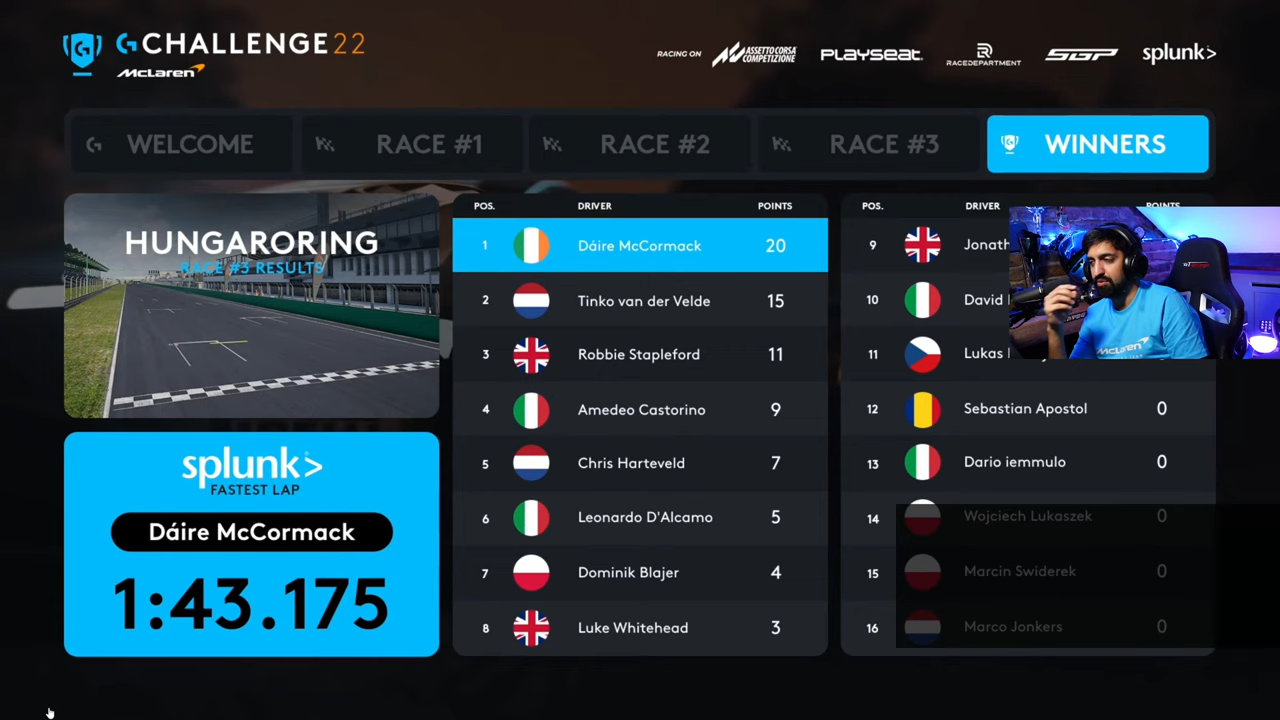 CHALLENGE 22
McLaren
RACING ON
ASSETTO CORSA
COMPETIZIONE
PLAYSEAT.
RACEDEPARTMENT
SGP
splunk>
WELCOME
RACE #1
RACE #2
RACE #3
WINNERS
HUNGARORING
RACE #3 RESULTS
splunk>
FASTEST LAP
Dáire McCormack
1:43.175
POS. DRIVER POINTS
1 Dáire McCormack 20
2 Tinko van der Velde 15
3 Robbie Stapleford 11
4 Amedeo Castorino 9
5 Chris Harteveld 7
6 Leonardo D'Alcamo 5
7 Dominik Blajer 4
8 Luke Whitehead 3
POS. DRIVER POINTS
9
10 David
11 Lukas
12 Sebastian Apostol 0
13 Dario iemmulo 0
14 Wojciech Lukaszek 0
15 Marcin Swiderek 0
16 Marco Jonkers 0
McLaren